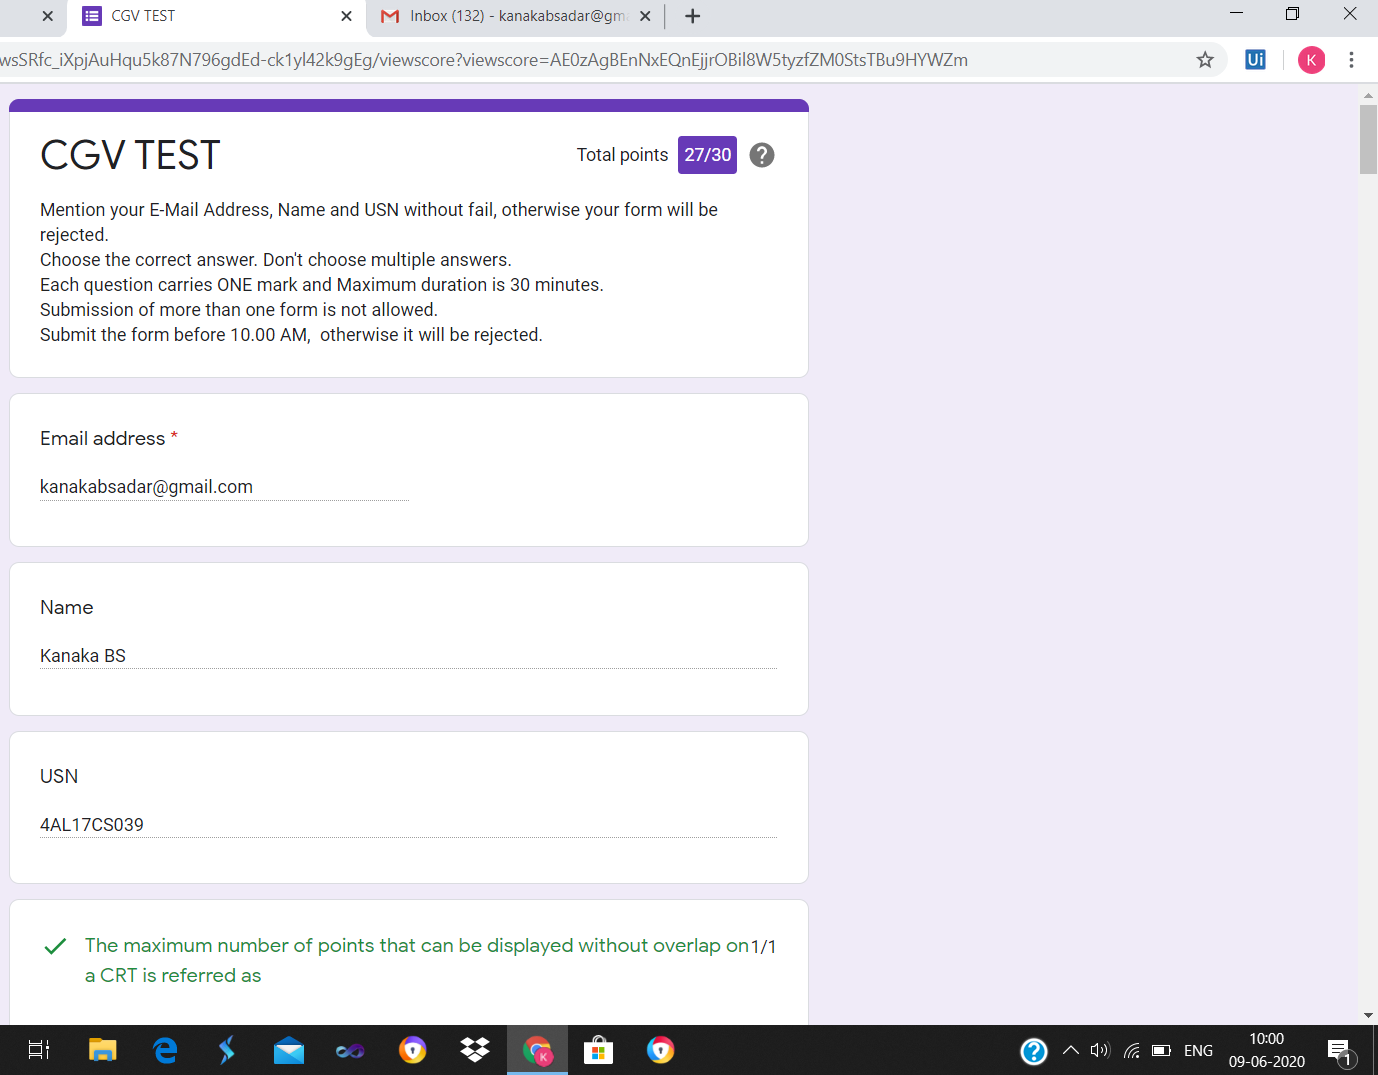 CGV TEST
Inbox (132) - kanakabsadar@gm
wsSRfc_iXpjAuHqu5k87N796gdEd-ck1yl42k9gEg/viewscore?viewscore=AE0zAgBEnNxEQnEjjrOBil8W5tyzfZM0StsTBu9HYWZm
Ui
K
CGV TEST
Total points 27/30 ?
Mention your E-Mail Address, Name and USN without fail, otherwise your form will be
rejected.
Choose the correct answer. Don't choose multiple answers.
Each question carries ONE mark and Maximum duration is 30 minutes.
Submission of more than one form is not allowed.
Submit the form before 10.00 AM,  otherwise it will be rejected.
Email address *
kanakabsadar@gmail.com
Name
Kanaka BS
USN
4AL17CS039
The maximum number of points that can be displayed without overlap on 1/1
a CRT is referred as
K
?
ENG
10:00
09-06-2020
1